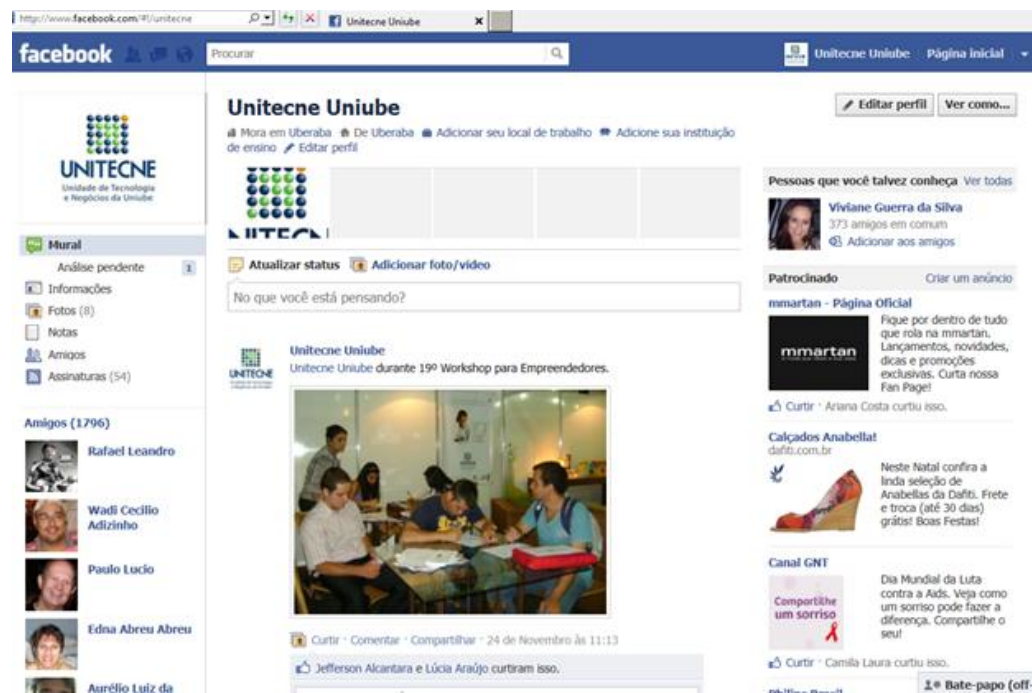 http://www.facebook.com/#!/unitecne
Unitecne Uniube
facebook
Procurar
Unitecne Uniube
Página inicial
UNITECNE
Unidade de Tecnologia
e Negócios da Uniube
Mural
Análise pendente 1
Informações
Fotos (8)
Notas
Amigos
Assinaturas (54)
Amigos (1796)
Rafael Leandro
Wadi Cecilio
Adizinho
Paulo Lucio
Edna Abreu Abreu
Aurélio Luiz da
Unitecne Uniube
Mora em Uberaba De Uberaba Adicionar seu local de trabalho Adicione sua instituição
de ensino Editar perfil
Editar perfil
Ver como...
NITECN
Atualizar status Adicionar foto/vídeo
No que você está pensando?
UNITECNE
Unitecne Uniube
Unitecne Uniube durante 19º Workshop para Empreendedores.
Curtir · Comentar · Compartilhar · 24 de Novembro às 11:13
Jefferson Alcantara e Lúcia Araújo curtiram isso.
Pessoas que você talvez conheça Ver todas
Viviane Guerra da Silva
373 amigos em comum
Adicionar aos amigos
Patrocinado Criar um anúncio
mmartan - Página Oficial
mmartan
Fique por dentro de tudo
que rola na mmartan.
Lançamentos, novidades,
dicas e promoções
exclusivas. Curta nossa
Fan Page!
Curtir · Ariana Costa curtiu isso.
Calçados Anabella!
dafiti.com.br
Neste Natal confira a
linda seleção de
Anabellas da Dafiti. Frete
e troca (até 30 dias)
grátis! Boas Festas!
Canal GNT
Compartilhe
um sorriso
Dia Mundial da Luta
contra a Aids. Veja como
um sorriso pode fazer a
diferença. Compartilhe o
seu!
Curtir · Camila Laura curtiu isso.
Philips Brasil
Bate-papo (off-